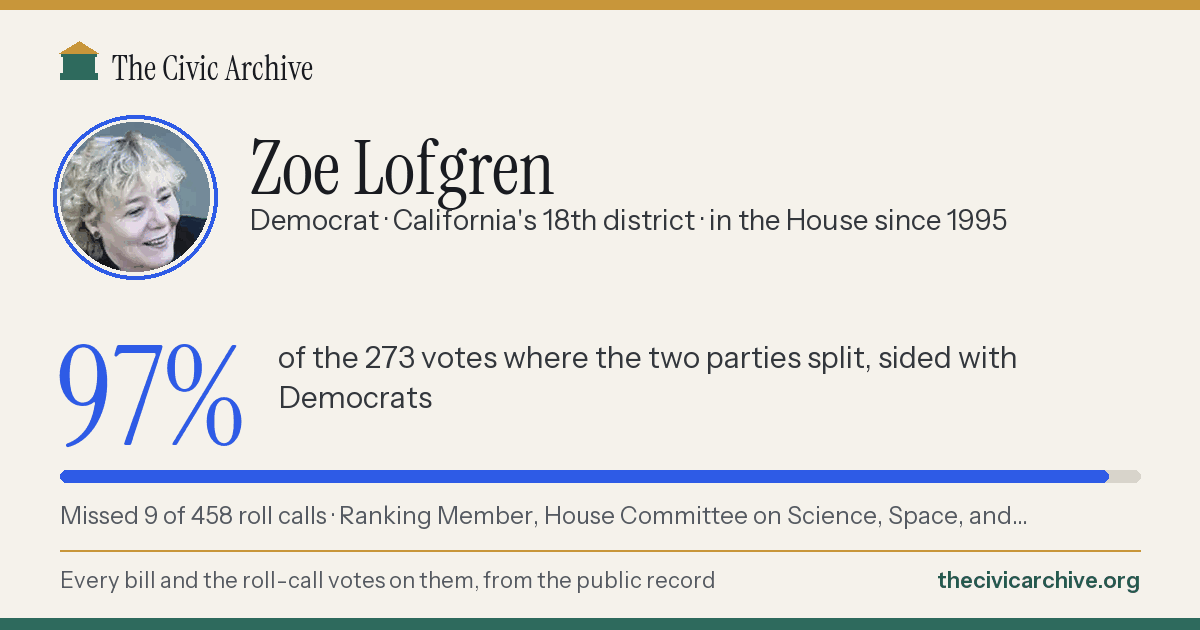 The Civic Archive
Zoe Lofgren
Democrat · California's 18th district · in the House since 1995
97%
of the 273 votes where the two parties split, sided with
Democrats
Missed 9 of 458 roll calls · Ranking Member, House Committee on Science, Space, and...
Every bill and the roll-call votes on them, from the public record
thecivicarchive.org